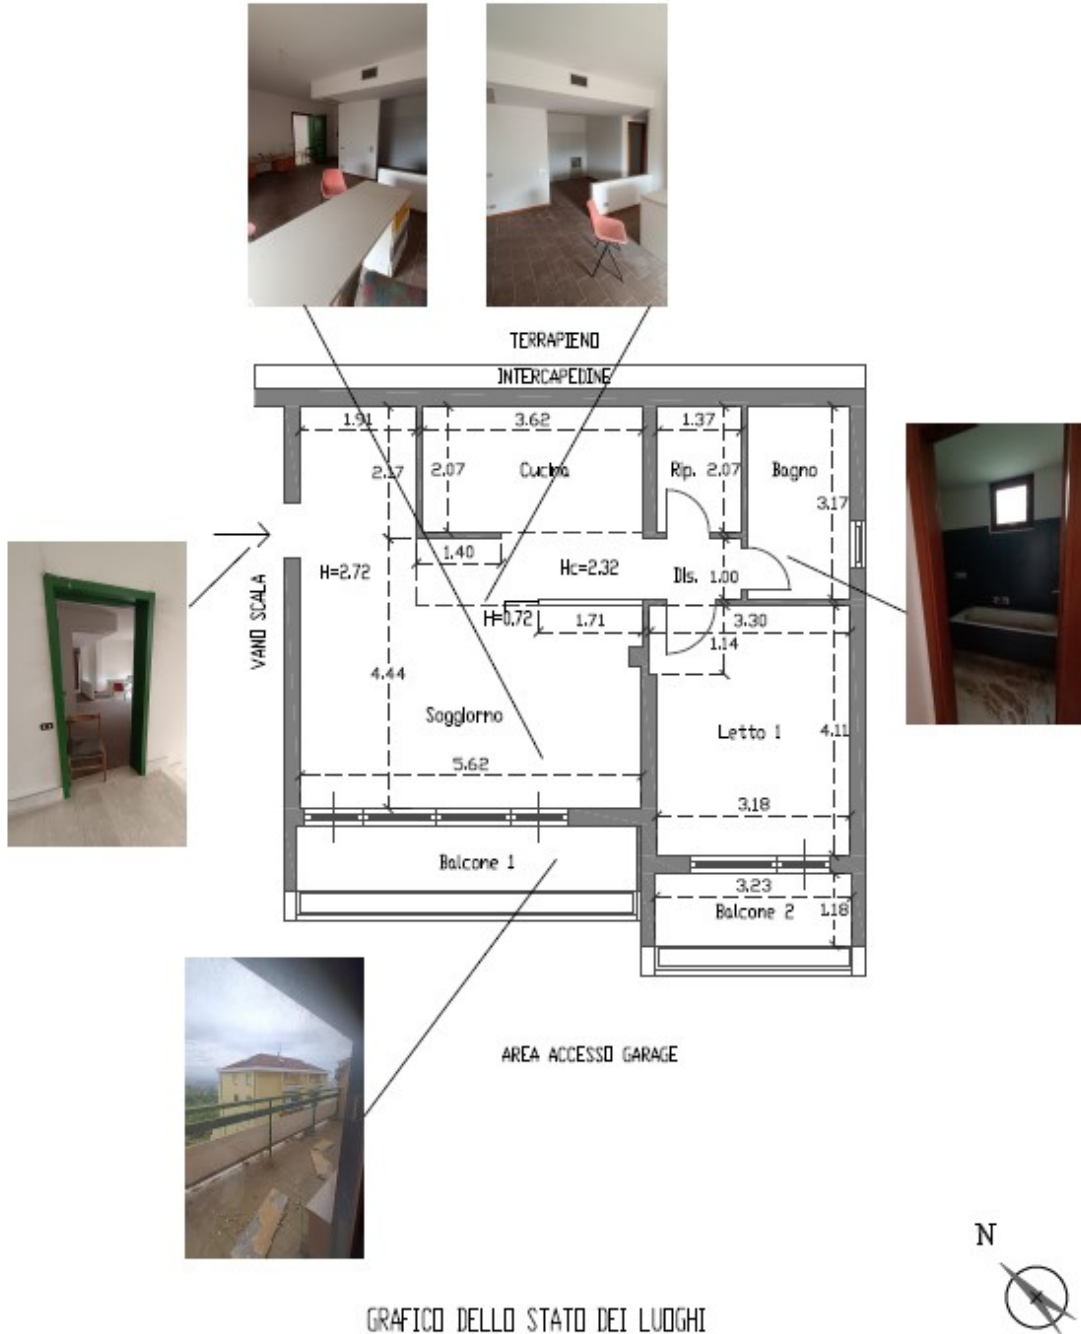 TERRAPIENO
INTERCAPEDINE
1.91
3.62
1.37
2.17
2.07
Cucina
Rip.
2.07
Bagno
3.17
1.40
H=2.72
Hc=2.32
Dis.
1.00
VANO SCALA
H=0.72
1.71
3.30
1.14
4.44
Soggiorno
Letto 1
4.11
5.62
3.18
Balcone 1
3.23
Balcone 2
1.18
AREA ACCESSO GARAGE
N
GRAFICO DELLO STATO DEI LUOGHI